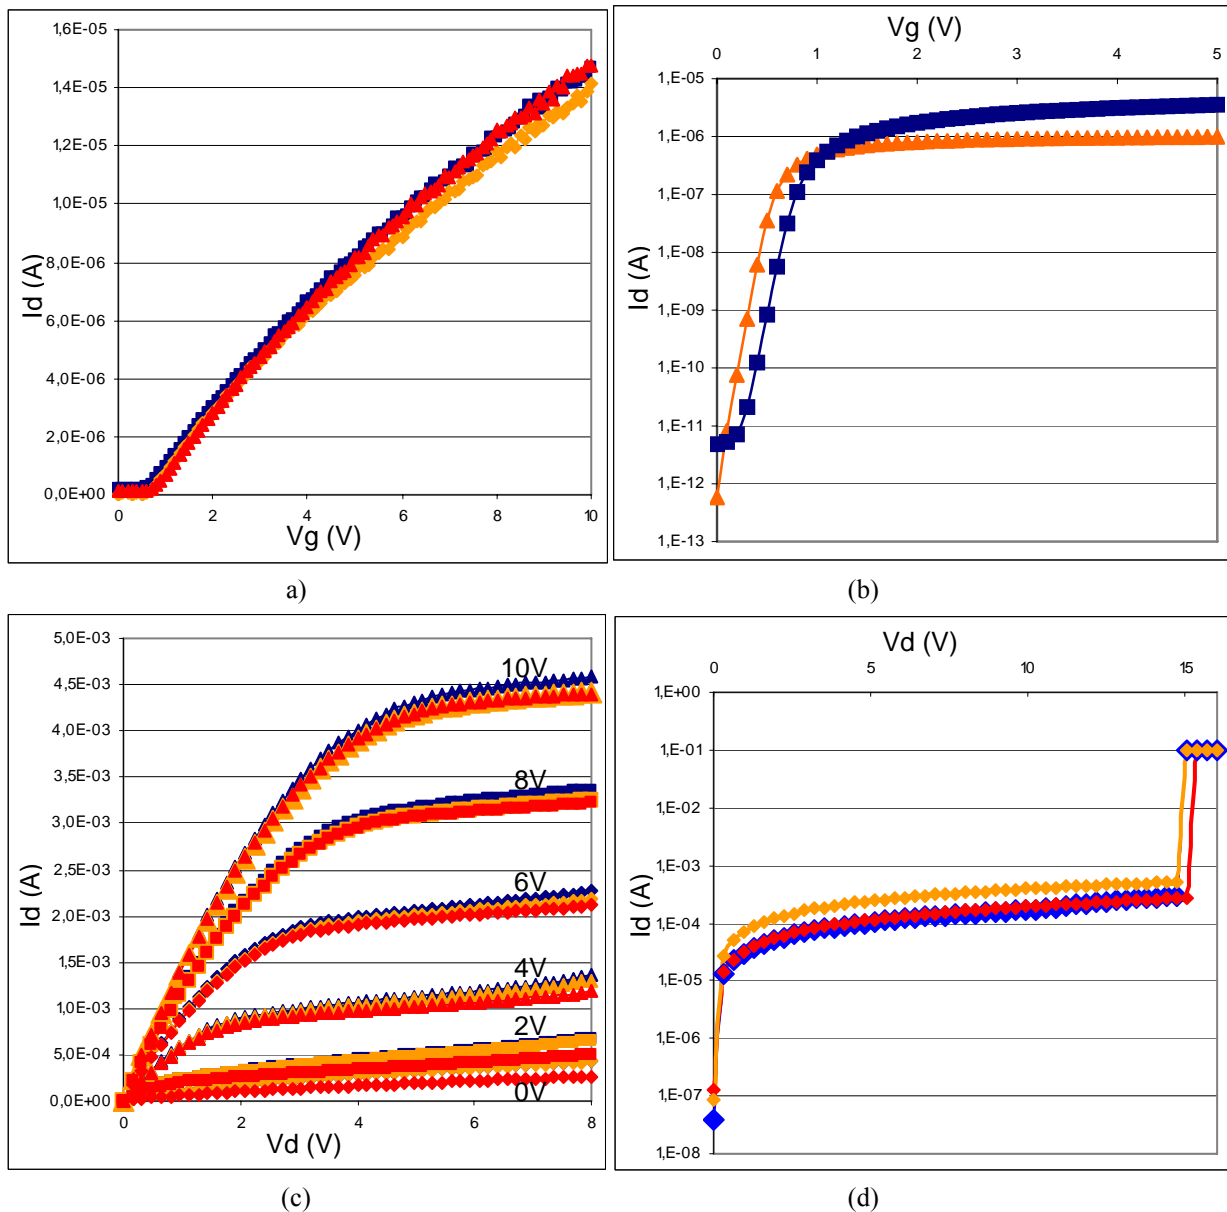 1,6E-05
1,4E-05
1,2E-05
1,0E-05
8,0E-06
6,0E-06
4,0E-06
2,0E-06
0,0E+00
Id (A)
0 2 4 6 8 10
Vg (V)
a)
Vg (V)
0 1 2 3 4 5
1,E-05
1,E-06
1,E-07
1,E-08
1,E-09
1,E-10
1,E-11
1,E-12
1,E-13
Id (A)
(b)
5,0E-03
4,5E-03
4,0E-03
3,5E-03
3,0E-03
2,5E-03
2,0E-03
1,5E-03
1,0E-03
5,0E-04
0,0E+00
Id (A)
10V
8V
6V
4V
2V
0V
0 2 4 6 8
Vd (V)
(c)
Vd (V)
0 5 10 15
1,E+00
1,E-01
1,E-02
1,E-03
1,E-04
1,E-05
1,E-06
1,E-07
1,E-08
Id (A)
(d)